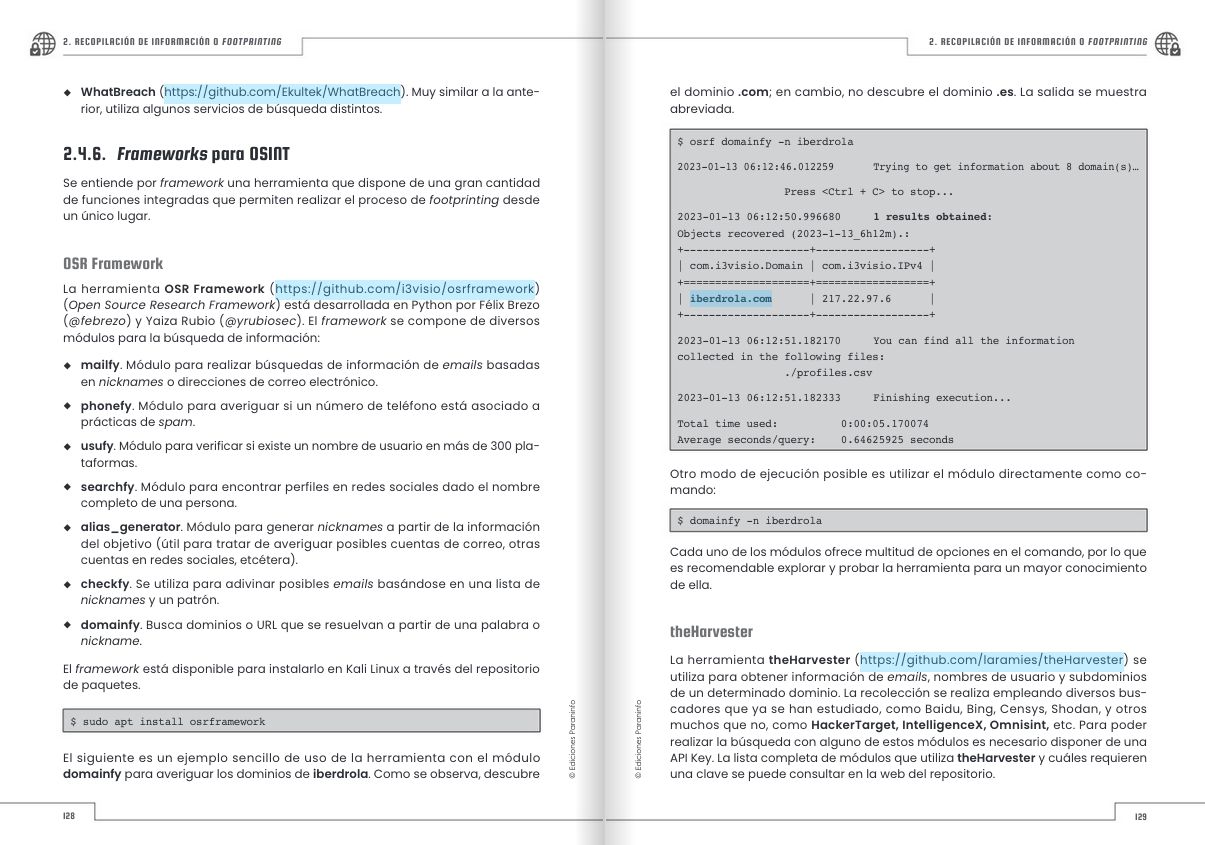 2. RECOPILACIÓN DE INFORMACIÓN O FOOTPRINTING
◆ WhatBreach (https://github.com/Ekultek/WhatBreach). Muy similar a la ante-
rior, utiliza algunos servicios de búsqueda distintos.
2.4.6. Frameworks para OSINT
Se entiende por framework una herramienta que dispone de una gran cantidad
de funciones integradas que permiten realizar el proceso de footprinting desde
un único lugar.
OSR Framework
La herramienta OSR Framework (https://github.com/i3visio/osrframework)
(Open Source Research Framework) está desarrollada en Python por Félix Brezo
(@febrezo) y Yaiza Rubio (@yrubiosec). El framework se compone de diversos
módulos para la búsqueda de información:
◆ mailfy. Módulo para realizar búsquedas de información de emails basadas
en nicknames o direcciones de correo electrónico.
◆ phonefy. Módulo para averiguar si un número de teléfono está asociado a
prácticas de spam.
◆ usufy. Módulo para verificar si existe un nombre de usuario en más de 300 pla-
taformas.
◆ searchfy. Módulo para encontrar perfiles en redes sociales dado el nombre
completo de una persona.
◆ alias_generator. Módulo para generar nicknames a partir de la información
del objetivo (útil para tratar de averiguar posibles cuentas de correo, otras
cuentas en redes sociales, etcétera).
◆ checkfy. Se utiliza para adivinar posibles emails basándose en una lista de
nicknames y un patrón.
◆ domainfy. Busca dominios o URL que se resuelvan a partir de una palabra o
nickname.
El framework está disponible para instalarlo en Kali Linux a través del repositorio
de paquetes.
$ sudo apt install osrframework
El siguiente es un ejemplo sencillo de uso de la herramienta con el módulo
domainfy para averiguar los dominios de iberdrola. Como se observa, descubre
© Ediciones Paraninfo
128
2. RECOPILACIÓN DE INFORMACIÓN O FOOTPRINTING
el dominio .com; en cambio, no descubre el dominio .es. La salida se muestra
abreviada.
$ osrf domainfy -n iberdrola
2023-01-13 06:12:46.012259 Trying to get information about 8 domain(s)…
Press <Ctrl + C> to stop...
2023-01-13 06:12:50.996680 1 results obtained:
Objects recovered (2023-1-13_6h12m).:
+--------------------+------------------+
| com.i3visio.Domain | com.i3visio.IPv4 |
+====================+==================+
| iberdrola.com | 217.22.97.6 |
+--------------------+------------------+
2023-01-13 06:12:51.182170 You can find all the information
collected in the following files:
./profiles.csv
2023-01-13 06:12:51.182333 Finishing execution...
Total time used: 0:00:05.170074
Average seconds/query: 0.64625925 seconds
Otro modo de ejecución posible es utilizar el módulo directamente como co-
mando:
$ domainfy -n iberdrola
Cada uno de los módulos ofrece multitud de opciones en el comando, por lo que
es recomendable explorar y probar la herramienta para un mayor conocimiento
de ella.
theHarvester
La herramienta theHarvester (https://github.com/laramies/theHarvester) se
utiliza para obtener información de emails, nombres de usuario y subdominios
de un determinado dominio. La recolección se realiza empleando diversos bus-
cadores que ya se han estudiado, como Baidu, Bing, Censys, Shodan, y otros
muchos que no, como HackerTarget, IntelligenceX, Omnisint, etc. Para poder
realizar la búsqueda con alguno de estos módulos es necesario disponer de una
API Key. La lista completa de módulos que utiliza theHarvester y cuáles requieren
una clave se puede consultar en la web del repositorio.
© Ediciones Paraninfo
129